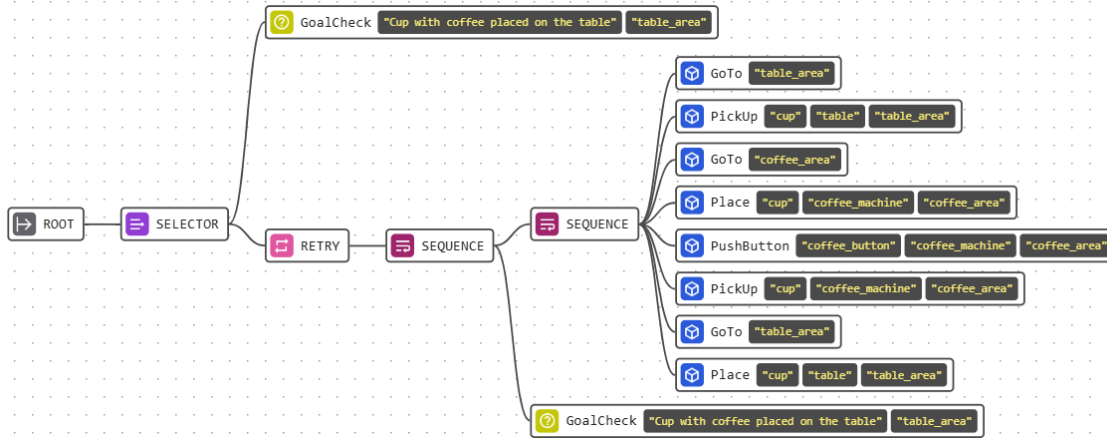 GoalCheck "Cup with coffee placed on the table" "table_area"
GoTo "table_area"
PickUp "cup" "table" "table_area"
GoTo "coffee_area"
Place "cup" "coffee_machine" "coffee_area"
ROOT
SELECTOR
SEQUENCE
RETRY
SEQUENCE
PushButton "coffee_button" "coffee_machine" "coffee_area"
PickUp "cup" "coffee_machine" "coffee_area"
GoTo "table_area"
Place "cup" "table" "table_area"
GoalCheck "Cup with coffee placed on the table" "table_area"